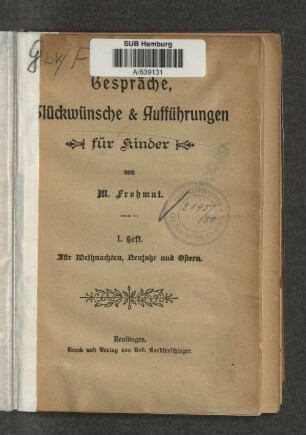 SUB Hamburg
A/639131
Gespräche,
Glückwünsche & Aufführungen
für Kinder
von
M. Frohmut.
I. Heft.
Für Weihnachten, Neujahr und Ostern.
Reutlingen.
Druck und Verlag von Rob. Bardtenschlager.